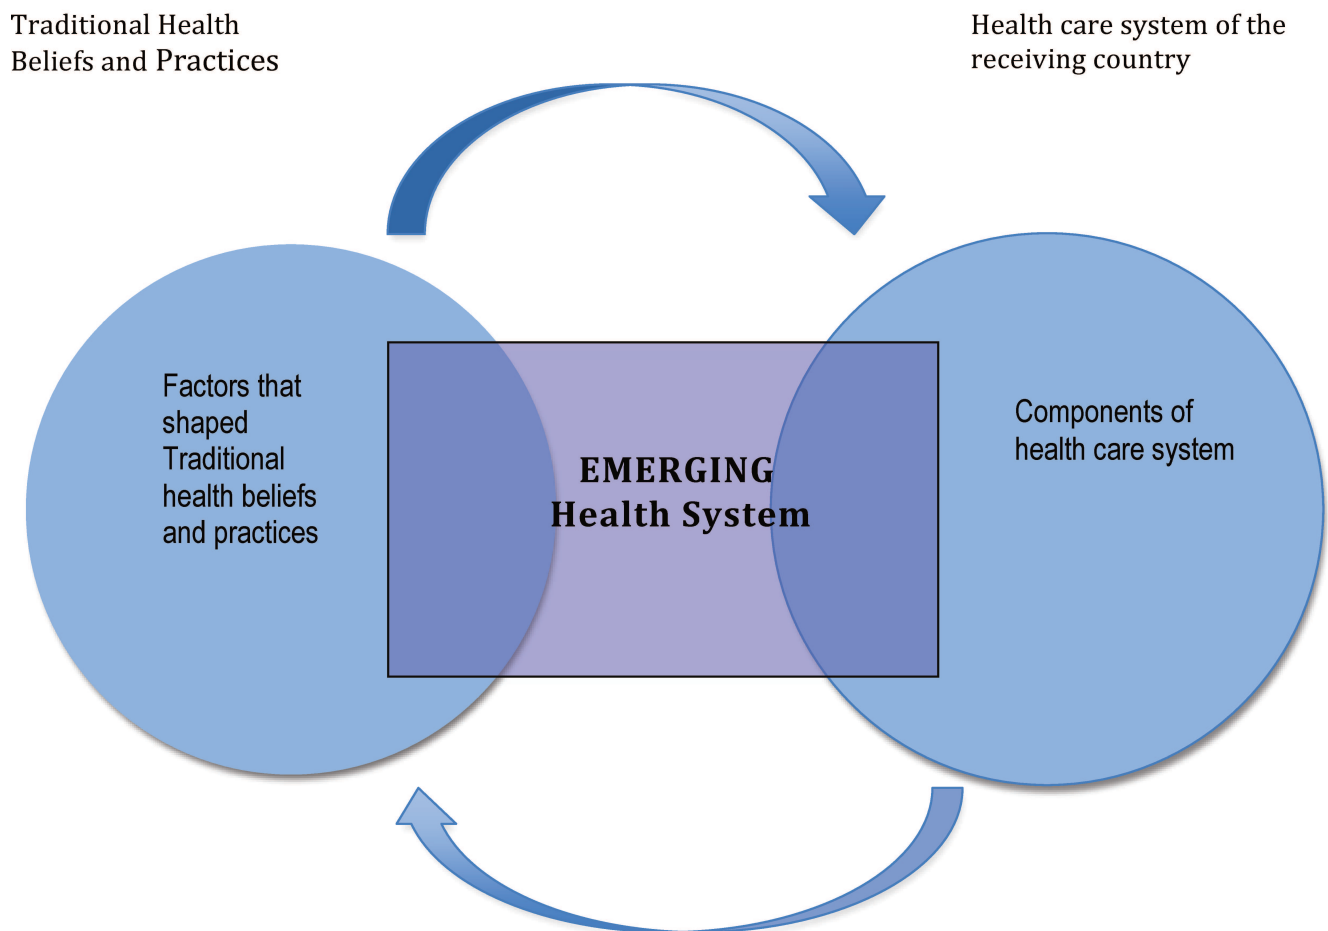 Traditional Health
Beliefs and Practices
Health care system of the
receiving country
Factors that
shaped
Traditional
health beliefs
and practices
EMERGING
Health System
Components of
health care system